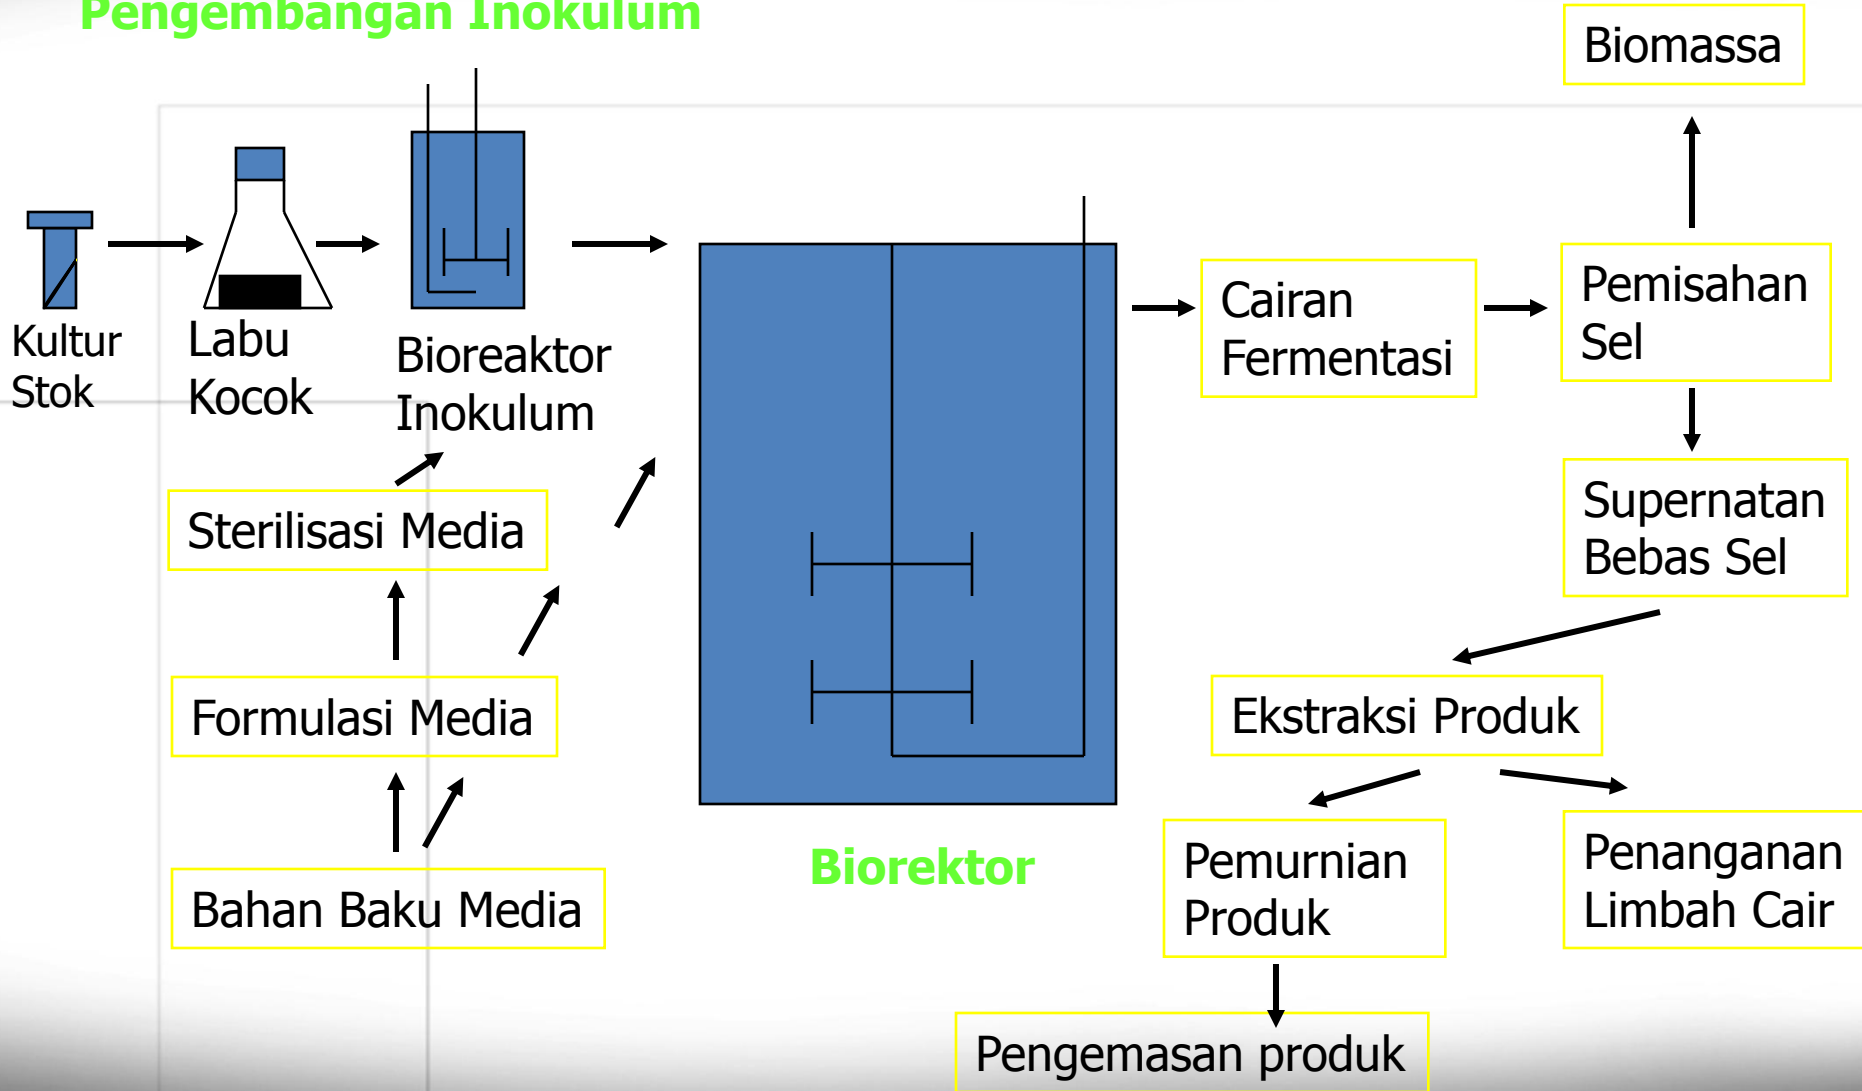 Pengembangan Inokulum
Biomassa
Kultur
Stok
Labu
Kocok
Bioreaktor
Inokulum
Cairan
Fermentasi
Pemisahan
Sel
Sterilisasi Media
Supernatan
Bebas Sel
Formulasi Media
Ekstraksi Produk
Bahan Baku Media
Biorektor
Pemurnian
Produk
Penanganan
Limbah Cair
Pengemasan produk